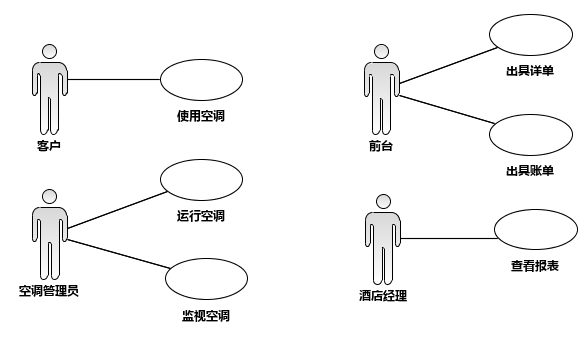 使用空调
客户
运行空调
空调管理员
监视空调
出具详单
前台
出具账单
查看报表
酒店经理